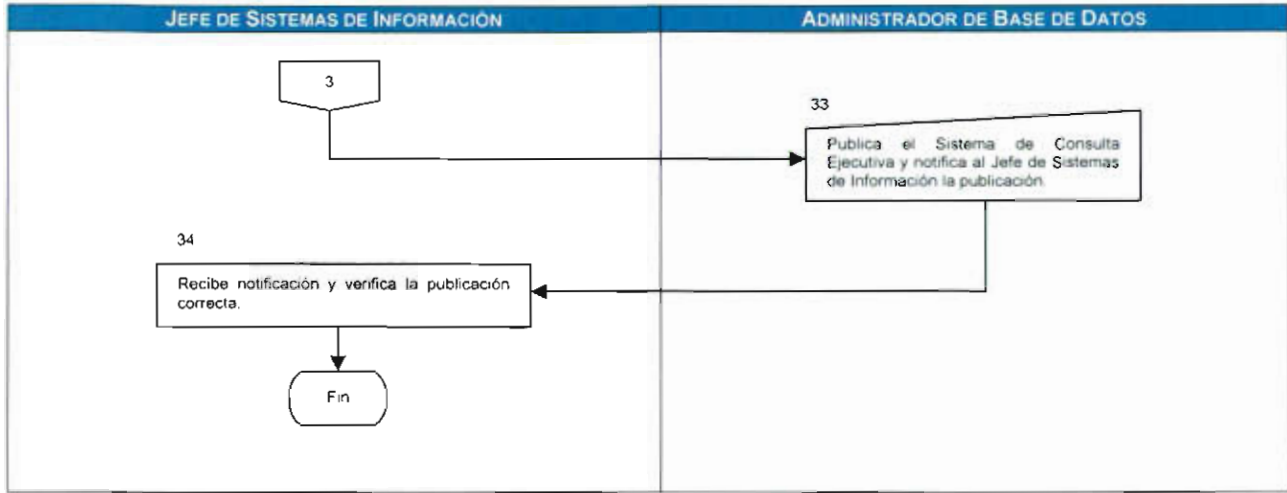 JEFE DE SISTEMAS DE INFORMACIÓN
ADMINISTRADOR DE BASE DE DATOS
3
33
Publica el Sistema de Consulta
Ejecutiva y notifica al Jefe de Sistemas
de Información la publicación.
34
Recibe notificación y verifica la publicación
correcta.
Fin